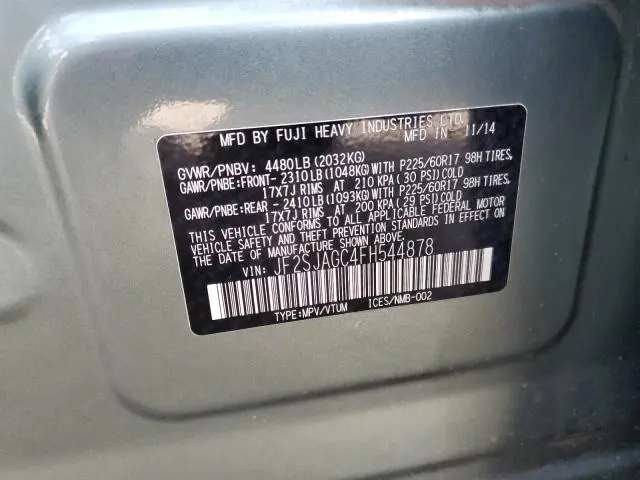 MFD BY FUJI HEAVY INDUSTRIES LTD.
MFD IN 11/14
GVWR/PNBV: 4480LB(2032KG)
GAWR/PNBE:FRONT-2310LB(1048KG)WITH P225/60R17 98H TIRES,
17X7J RIMS AT 210 KPA( 30 PSI)COLD
GAWR/PNBE:REAR -2410LB(1093KG)WITH P225/60R17 98H TIRES,
17X7J RIMS AT 200 KPA( 29 PSI)COLD
THIS VEHICLE CONFORMS TO ALL APPLICABLE FEDERAL MOTOR
VEHICLE SAFETY AND THEFT PREVENTION STANDARDS IN EFFECT
ON THE DATE OF MANUFACTURE SHOWN ABOVE.
VIN: JF2SJAGC4FH544878
TYPE:MPV/VTUM ICES/NMB-002